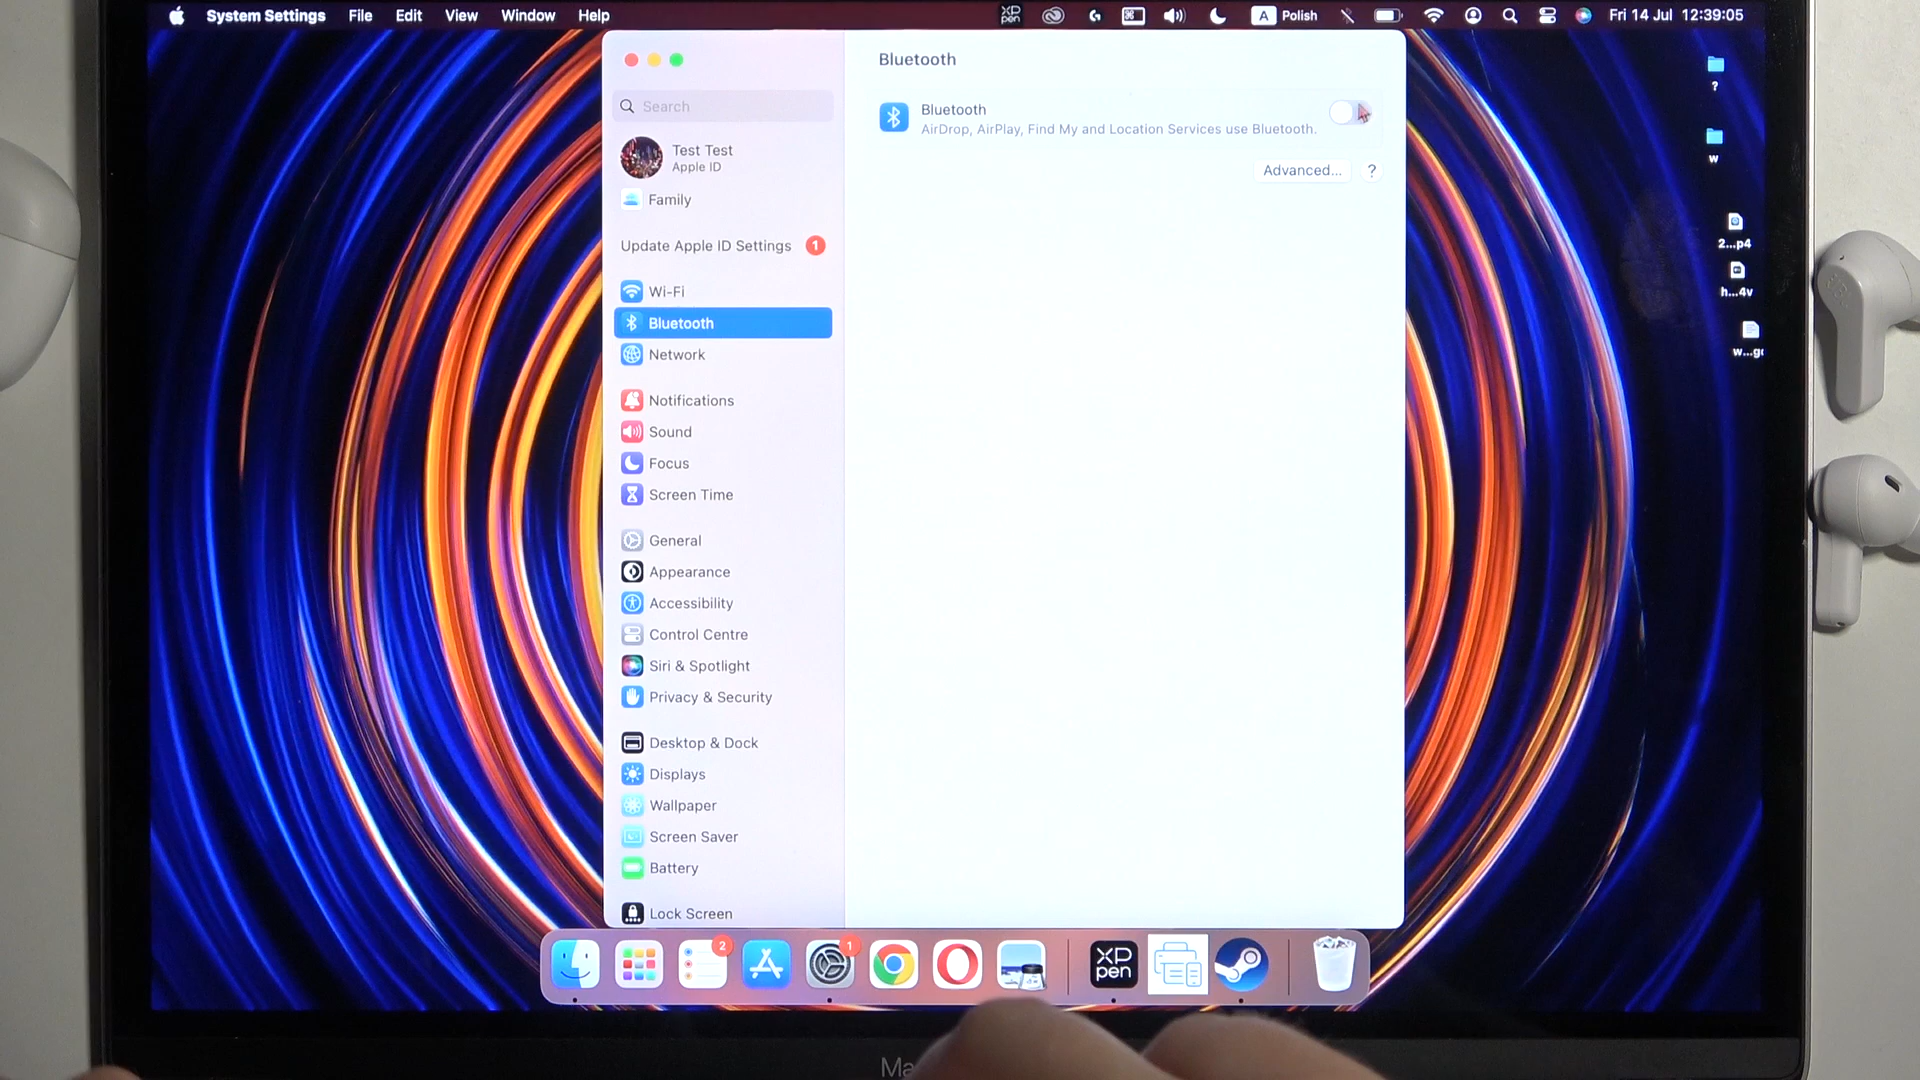 System Settings File Edit View Window Help
XP pen
A Polish
Fri 14 Jul 12:39:05
Search
Test Test
Apple ID
Family
Update Apple ID Settings 1
Wi-Fi
Bluetooth
Network
Notifications
Sound
Focus
Screen Time
General
Appearance
Accessibility
Control Centre
Siri & Spotlight
Privacy & Security
Desktop & Dock
Displays
Wallpaper
Screen Saver
Battery
Lock Screen
Bluetooth
Bluetooth
AirDrop, AirPlay, Find My and Location Services use Bluetooth.
Advanced... ?
?
w
2...p4
h...4v
2
1
XP
pen
Ma